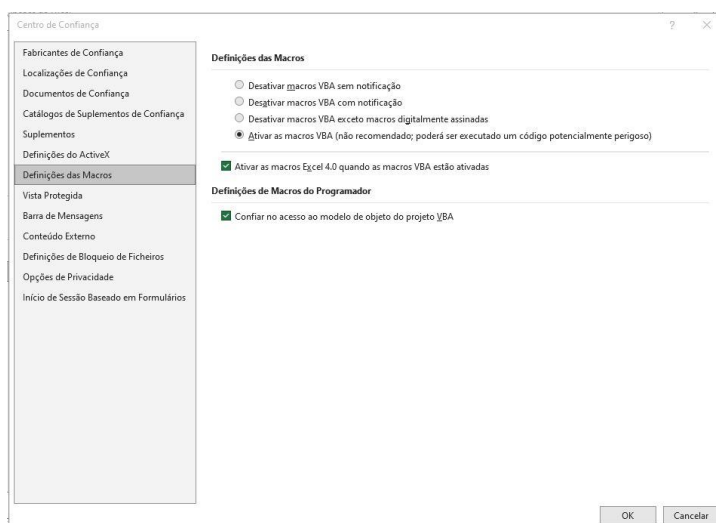 Centro de Confiança
Fabricantes de Confiança
Localizações de Confiança
Documentos de Confiança
Catálogos de Suplementos de Confiança
Suplementos
Definições do ActiveX
Definições das Macros
Vista Protegida
Barra de Mensagens
Conteúdo Externo
Definições de Bloqueio de Ficheiros
Opções de Privacidade
Início de Sessão Baseado em Formulários
Definições das Macros
Desativar macros VBA sem notificação
Desativar macros VBA com notificação
Desativar macros VBA exceto macros digitalmente assinadas
Ativar as macros VBA (não recomendado; poderá ser executado um código potencialmente perigoso)
Ativar as macros Excel 4.0 quando as macros VBA estão ativadas
Definições de Macros do Programador
Confiar no acesso ao modelo de objeto do projeto VBA
OK
Cancelar